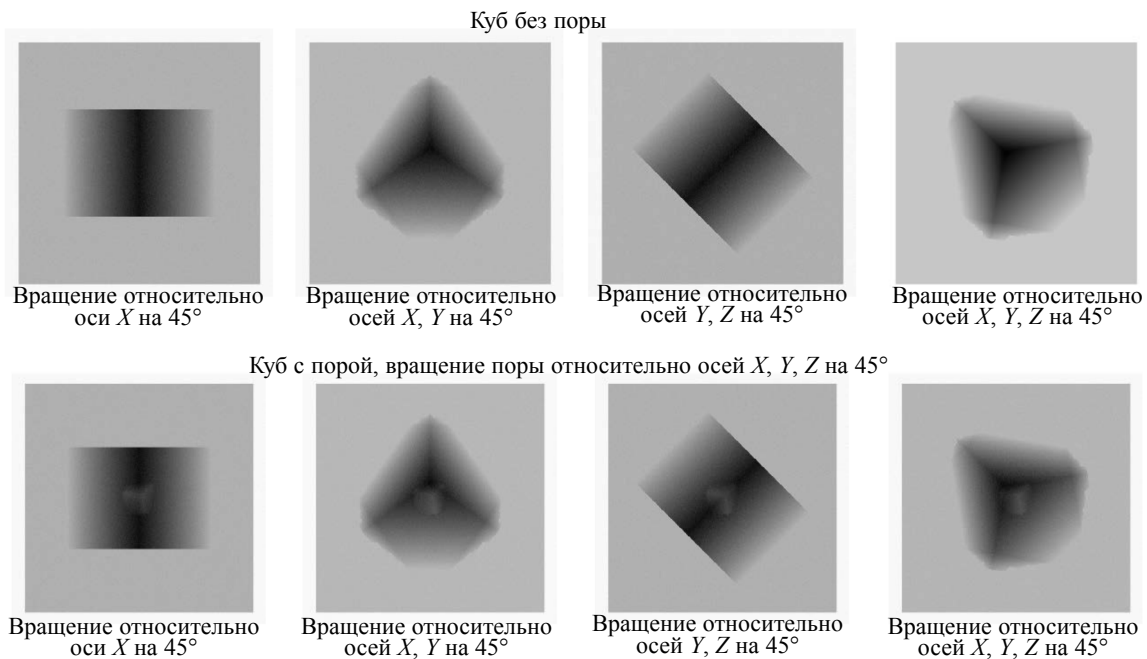 Куб без поры
Вращение относительно
оси X на 45°
Вращение относительно
осей X, Y на 45°
Вращение относительно
осей Y, Z на 45°
Вращение относительно
осей X, Y, Z на 45°
Куб с порой, вращение поры относительно осей X, Y, Z на 45°
Вращение относительно
оси X на 45°
Вращение относительно
осей X, Y на 45°
Вращение относительно
осей Y, Z на 45°
Вращение относительно
осей X, Y, Z на 45°